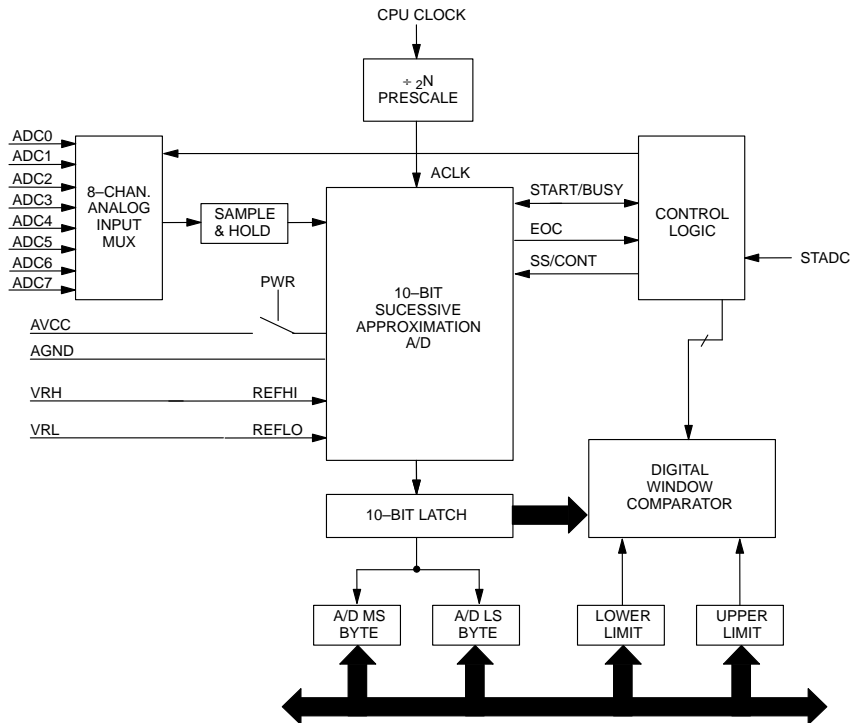 CPU CLOCK
÷ 2N
PRESCALE
ACLK
ADC0
ADC1
ADC2
ADC3
ADC4
ADC5
ADC6
ADC7
8–CHAN.
ANALOG
INPUT
MUX
SAMPLE
& HOLD
START/BUSY
EOC
SS/CONT
CONTROL
LOGIC
STADC
PWR
10–BIT
SUCESSIVE
APPROXIMATION
A/D
AVCC
AGND
VRH
REFHI
VRL
REFLO
10–BIT LATCH
DIGITAL
WINDOW
COMPARATOR
A/D MS
BYTE
A/D LS
BYTE
LOWER
LIMIT
UPPER
LIMIT